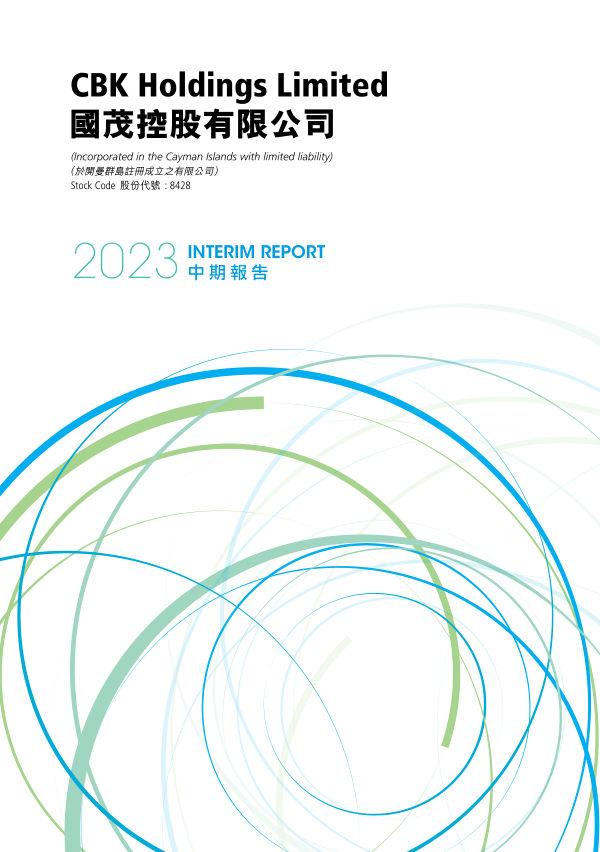 CBK Holdings Limited
國茂控股有限公司
(Incorporated in the Cayman Islands with limited liability)
(於開曼群島註冊成立之有限公司)
Stock Code 股份代號 : 8428
2023 INTERIM REPORT
中期報告